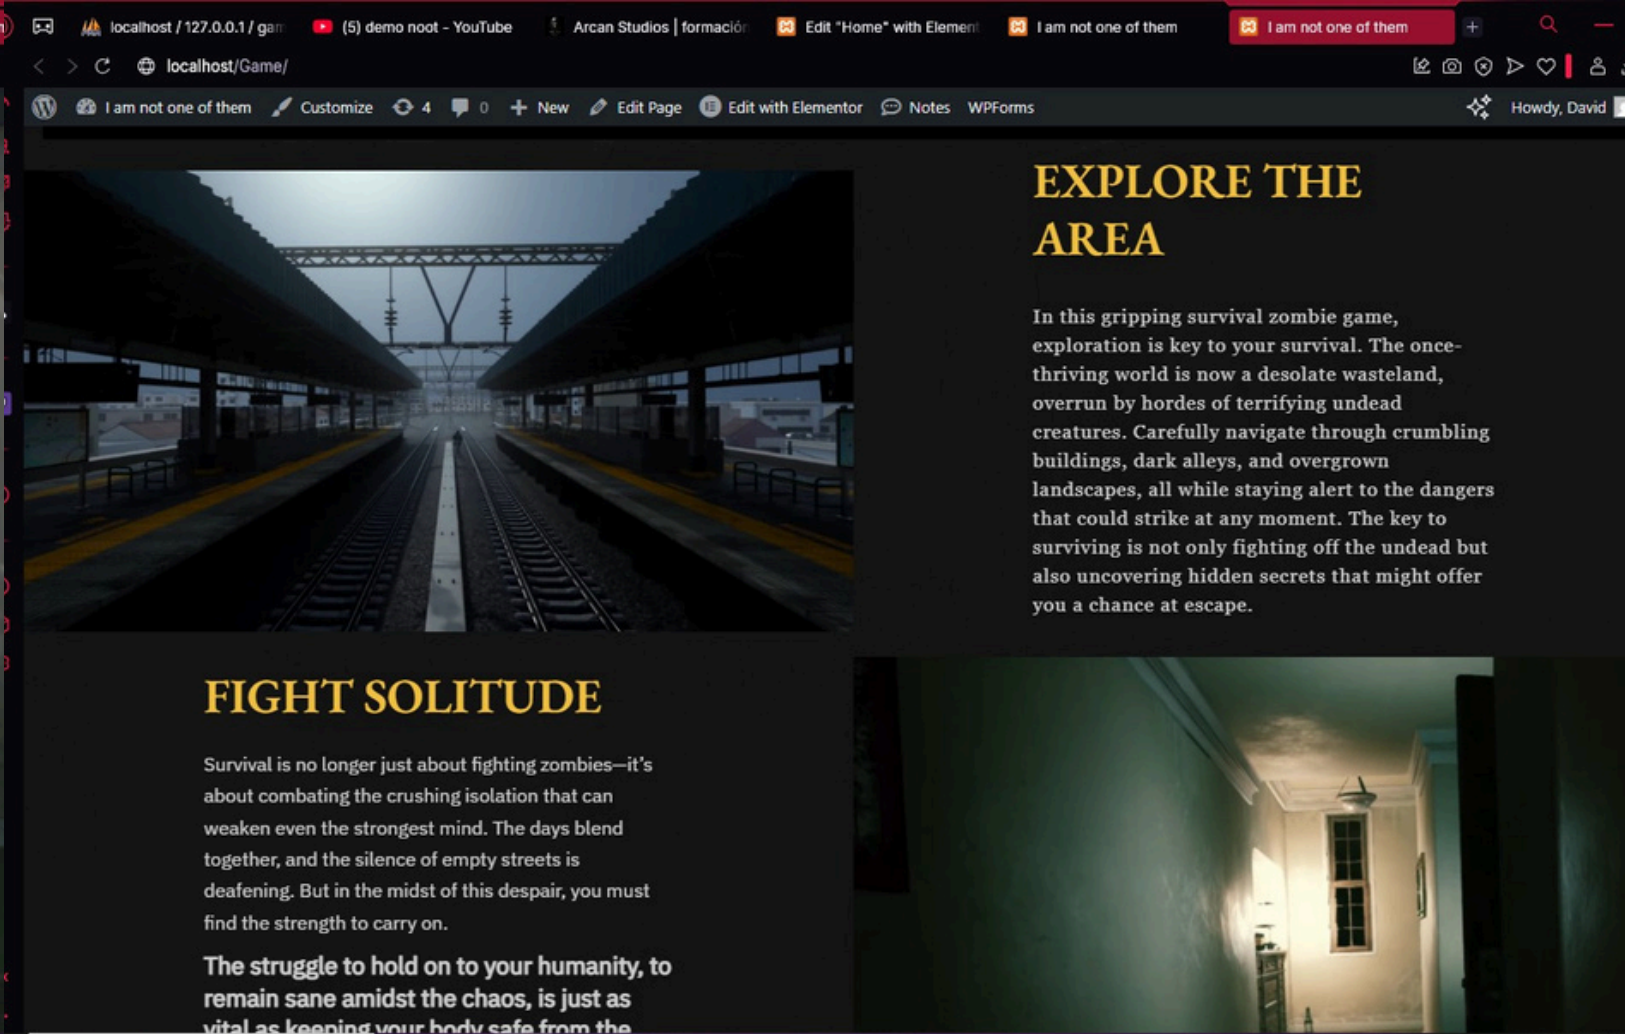 localhost / 127.0.0.1 / gam
(5) demo noot - YouTube
Arcan Studios | formación
Edit "Home" with Element
I am not one of them
I am not one of them
localhost/Game/
I am not one of them
Customize
4
0
New
Edit Page
Edit with Elementor
Notes
WPForms
Howdy, David
EXPLORE THE
AREA
In this gripping survival zombie game,
exploration is key to your survival. The once-
thriving world is now a desolate wasteland,
overrun by hordes of terrifying undead
creatures. Carefully navigate through crumbling
buildings, dark alleys, and overgrown
landscapes, all while staying alert to the dangers
that could strike at any moment. The key to
surviving is not only fighting off the undead but
also uncovering hidden secrets that might offer
you a chance at escape.
FIGHT SOLITUDE
Survival is no longer just about fighting zombies—it's
about combating the crushing isolation that can
weaken even the strongest mind. The days blend
together, and the silence of empty streets is
deafening. But in the midst of this despair, you must
find the strength to carry on.
The struggle to hold on to your humanity, to
remain sane amidst the chaos, is just as
vital as keeping your body safe from the